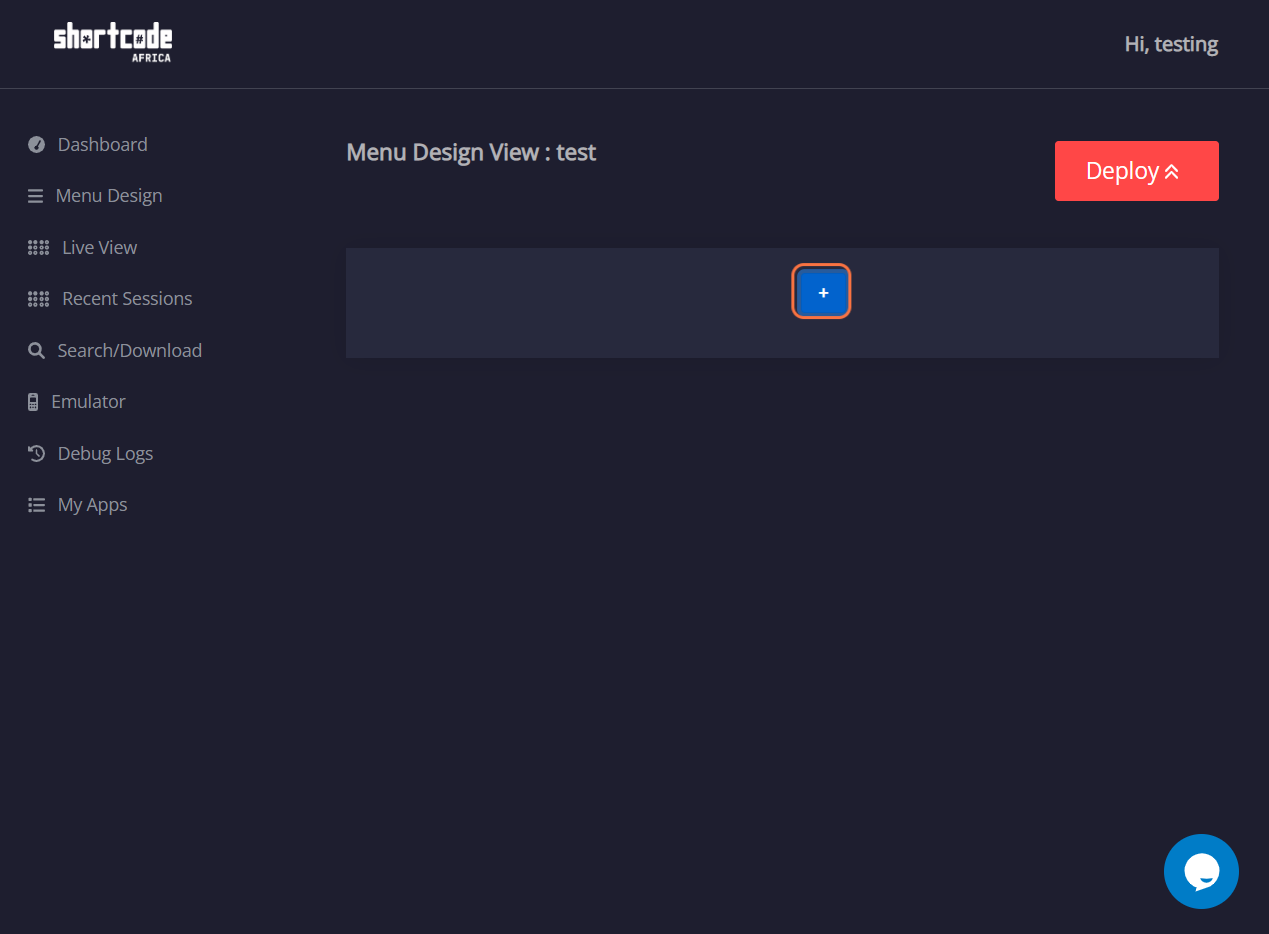 shortcode
AFRICA
Hi, testing
Dashboard
Menu Design
Live View
Recent Sessions
Search/Download
Emulator
Debug Logs
My Apps
Menu Design View : test
Deploy
+